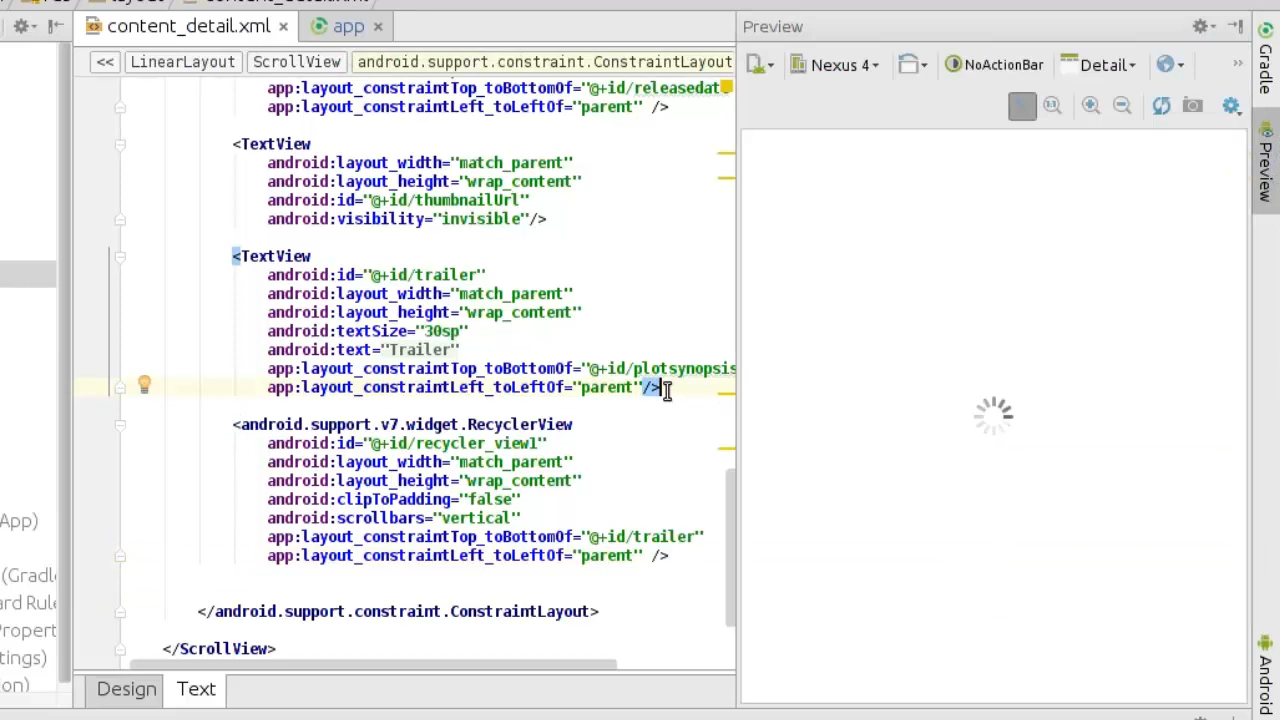 content_detail.xml
app
Preview
<<
LinearLayout
ScrollView
android.support.constraint.ConstraintLayout
Nexus 4
NoActionBar
Detail
app:layout_constraintTop_toBottomOf="@+id/releasedat
app:layout_constraintLeft_toLeftOf="parent" />
<TextView
android:layout_width="match_parent"
android:layout_height="wrap_content"
android:id="@+id/thumbnailUrl"
android:visibility="invisible"/>
<TextView
android:id="@+id/trailer"
android:layout_width="match_parent"
android:layout_height="wrap_content"
android:textSize="30sp"
android:text="Trailer"
app:layout_constraintTop_toBottomOf="@+id/plotsynopsis
app:layout_constraintLeft_toLeftOf="parent"/>
<android.support.v7.widget.RecyclerView
android:id="@+id/recycler_view1"
android:layout_width="match_parent"
android:layout_height="wrap_content"
android:clipToPadding="false"
android:scrollbars="vertical"
app:layout_constraintTop_toBottomOf="@+id/trailer"
app:layout_constraintLeft_toLeftOf="parent" />
</android.support.constraint.ConstraintLayout>
</ScrollView>
App)
(Gradle
ard Rule
Propert
tings)
on)
Design
Text
Gradle
Preview
Android